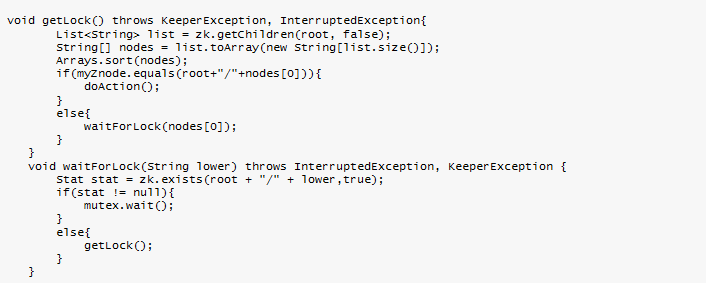 void getLock() throws KeeperException, InterruptedException{
        List<String> list = zk.getChildren(root, false);
        String[] nodes = list.toArray(new String[list.size()]);
        Arrays.sort(nodes);
        if(myZnode.equals(root+"/"+nodes[0])){
            doAction();
        }
        else{
            waitForLock(nodes[0]);
        }
    }
    void waitForLock(String lower) throws InterruptedException, KeeperException {
        Stat stat = zk.exists(root + "/" + lower,true);
        if(stat != null){
            mutex.wait();
        }
        else{
            getLock();
        }
    }